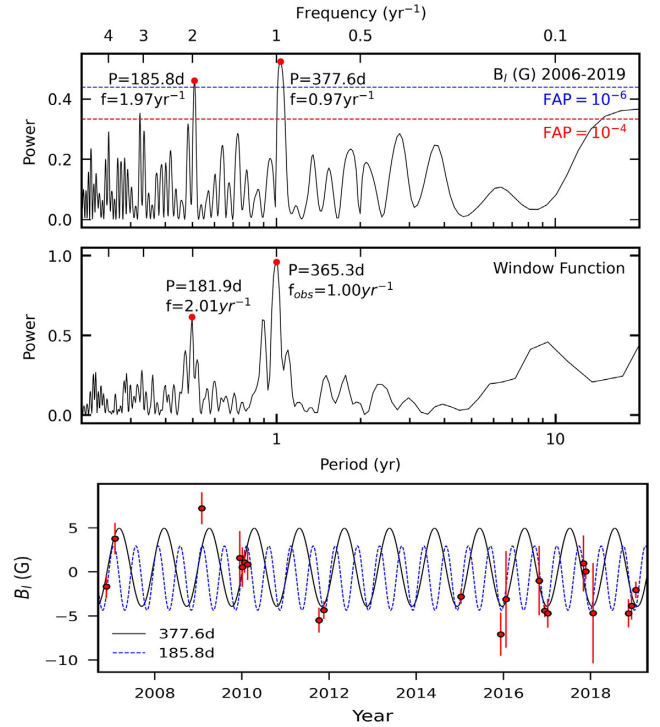 Frequency (yr⁻¹)
4 3 2 1 0.5 0.1
P=185.8d
f=1.97yr⁻¹
P=377.6d
f=0.97yr⁻¹
B_l (G) 2006-2019
FAP = 10⁻⁶
FAP = 10⁻⁴
Power
0.4
0.2
0.0
P=181.9d
f=2.01yr⁻¹
P=365.3d
f_obs=1.00yr⁻¹
Window Function
Power
1.0
0.5
0.0
1 10
Period (yr)
B_l (G)
5
0
−5
−10
377.6d
185.8d
2008 2010 2012 2014 2016 2018
Year